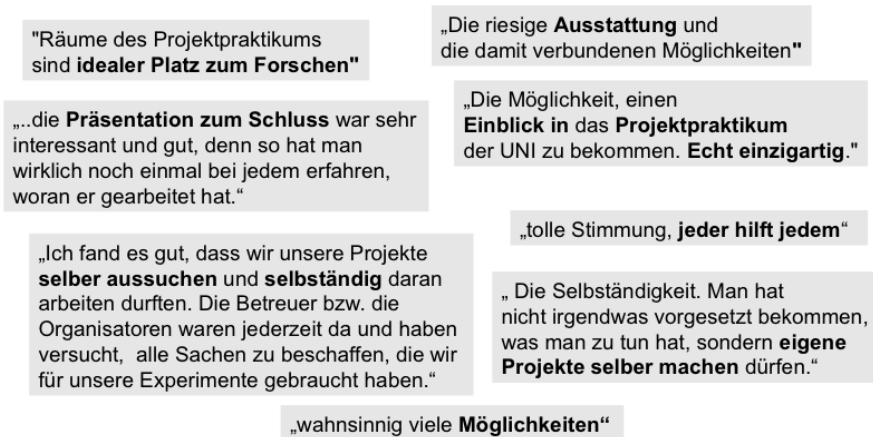 "Räume des Projektpraktikums
sind idealer Platz zum Forschen"
„Die riesige Ausstattung und
die damit verbundenen Möglichkeiten"
„..die Präsentation zum Schluss war sehr
interessant und gut, denn so hat man
wirklich noch einmal bei jedem erfahren,
woran er gearbeitet hat.“
„Die Möglichkeit, einen
Einblick in das Projektpraktikum
der UNI zu bekommen. Echt einzigartig."
„tolle Stimmung, jeder hilft jedem“
„Ich fand es gut, dass wir unsere Projekte
selber aussuchen und selbständig daran
arbeiten durften. Die Betreuer bzw. die
Organisatoren waren jederzeit da und haben
versucht,  alle Sachen zu beschaffen, die wir
für unsere Experimente gebraucht haben.“
„ Die Selbständigkeit. Man hat
nicht irgendwas vorgesetzt bekommen,
was man zu tun hat, sondern eigene
Projekte selber machen dürfen.“
„wahnsinnig viele Möglichkeiten“